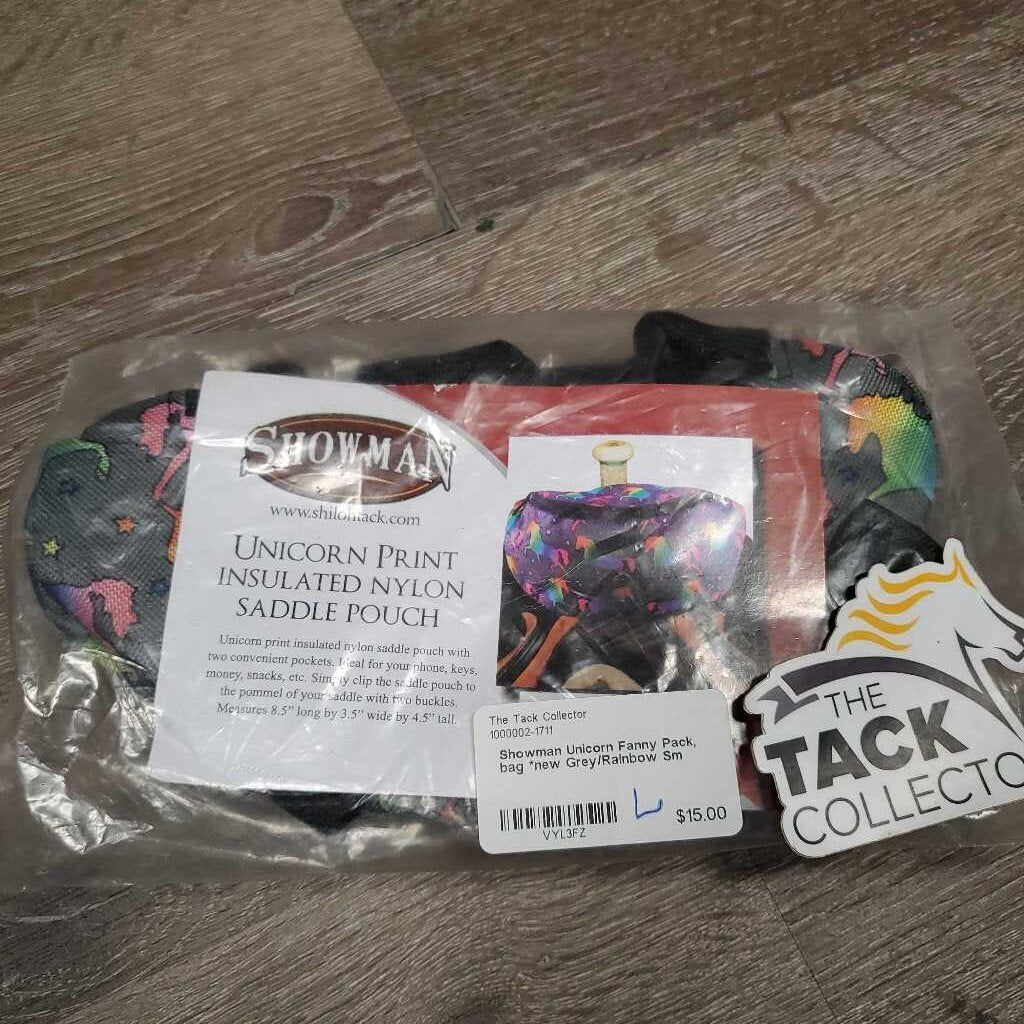 SHOWMAN
www.shilohtack.com
UNICORN PRINT
INSULATED NYLON
SADDLE POUCH
Unicorn print insulated nylon saddle pouch with
two convenient pockets. Ideal for your phone, keys,
money, snacks, etc. Simply clip the saddle pouch to
the pommel of your saddle with two buckles.
Measures 8.5" long by 3.5" wide by 4.5" tall.
The Tack Collector
1000002-1711
Showman Unicorn Fanny Pack,
bag *new Grey/Rainbow Sm
VYL3FZ
L
$15.00
THE
TACK
COLLECTO